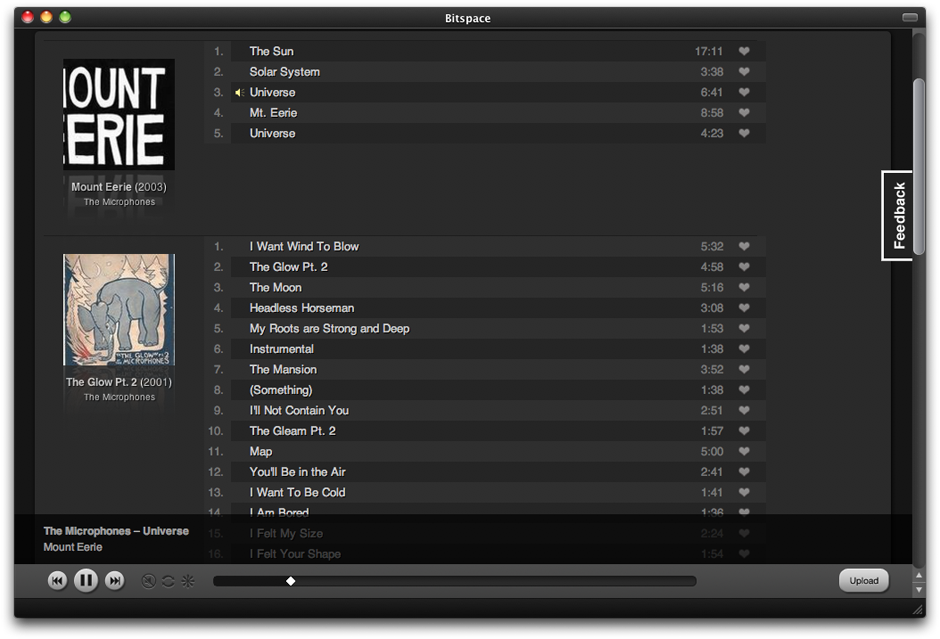 Bitspace
MOUNT
EERIE
Mount Eerie (2003)
The Microphones
1. The Sun 17:11
2. Solar System 3:38
3. Universe 6:41
4. Mt. Eerie 8:58
5. Universe 4:23
Feedback
"THE GLOW" PT. 2
THE MICROPHONES
The Glow Pt. 2 (2001)
The Microphones
1. I Want Wind To Blow 5:32
2. The Glow Pt. 2 4:58
3. The Moon 5:16
4. Headless Horseman 3:08
5. My Roots are Strong and Deep 1:53
6. Instrumental 1:38
7. The Mansion 3:52
8. (Something) 1:38
9. I'll Not Contain You 2:51
10. The Gleam Pt. 2 1:57
11. Map 5:00
12. You'll Be in the Air 2:41
13. I Want To Be Cold 1:41
14. I Am Bored 1:36
15. I Felt My Size 2:24
16. I Felt Your Shape 1:54
The Microphones – Universe
Mount Eerie
Upload